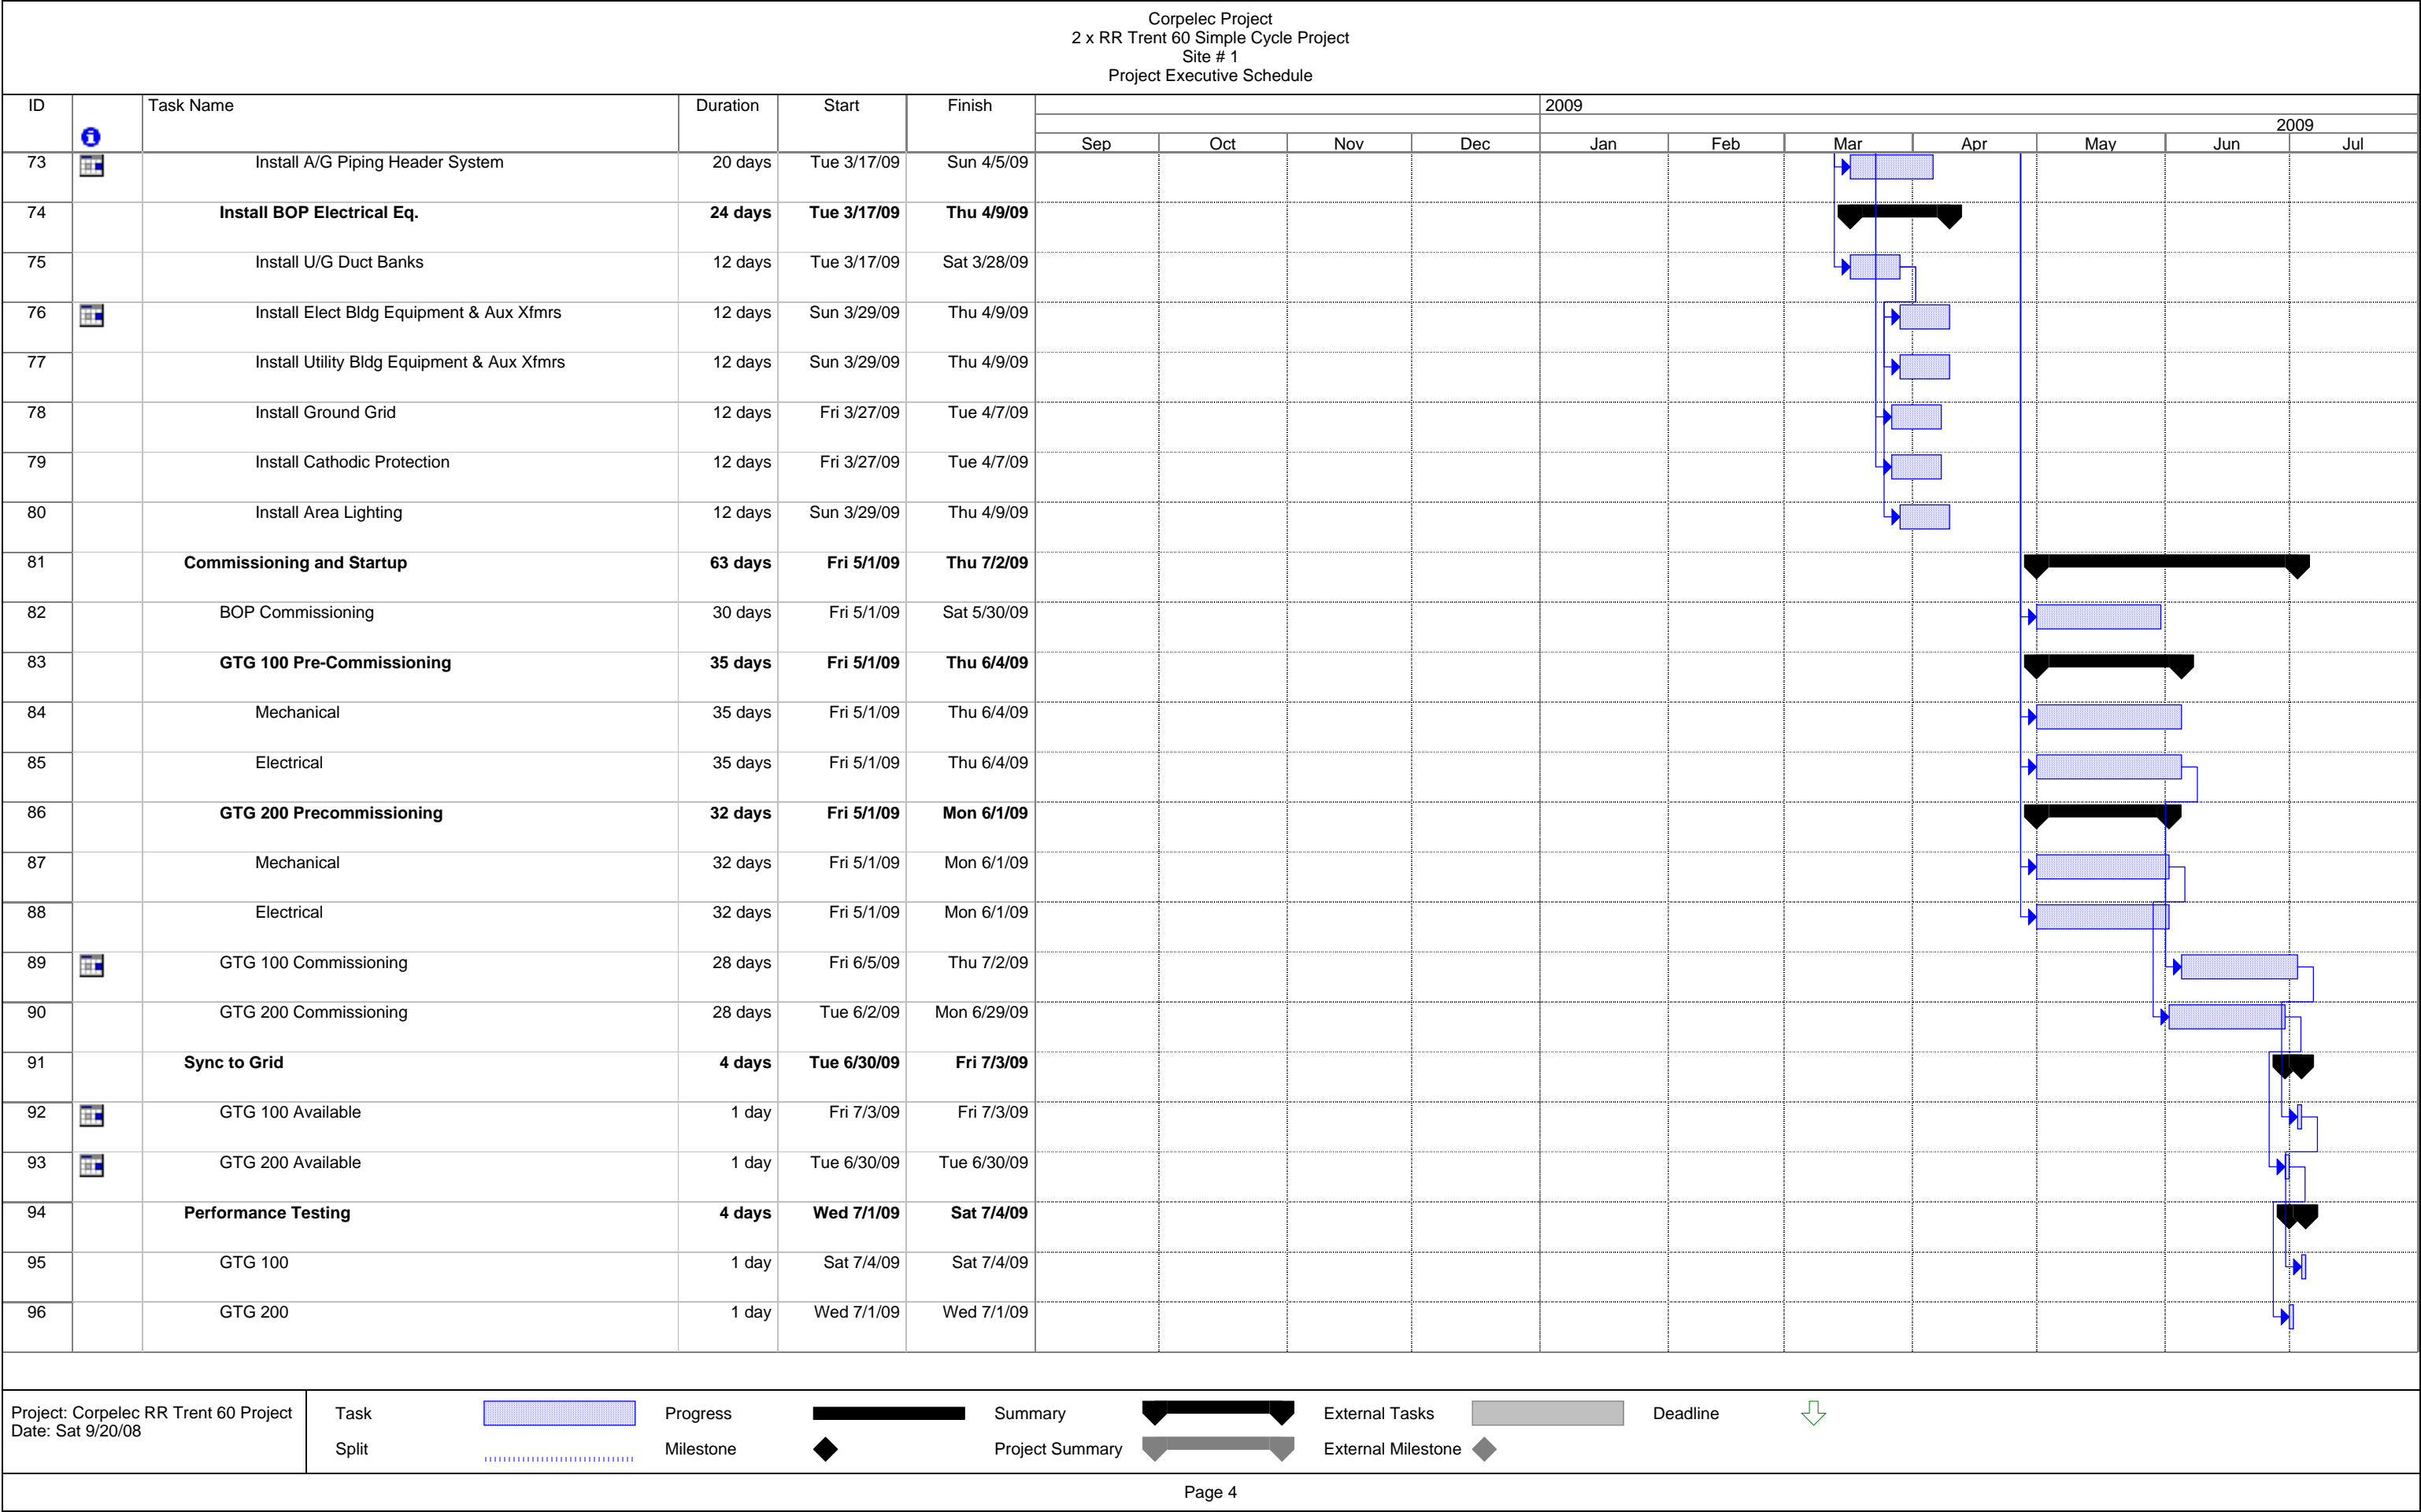 Corpelec Project
2 x RR Trent 60 Simple Cycle Project
Site # 1
Project Executive Schedule
ID Task Name Duration Start Finish 2009
2009
Sep Oct Nov Dec Jan Feb Mar Apr May Jun Jul
73 Install A/G Piping Header System 20 days Tue 3/17/09 Sun 4/5/09
74 Install BOP Electrical Eq. 24 days Tue 3/17/09 Thu 4/9/09
75 Install U/G Duct Banks 12 days Tue 3/17/09 Sat 3/28/09
76 Install Elect Bldg Equipment & Aux Xfmrs 12 days Sun 3/29/09 Thu 4/9/09
77 Install Utility Bldg Equipment & Aux Xfmrs 12 days Sun 3/29/09 Thu 4/9/09
78 Install Ground Grid 12 days Fri 3/27/09 Tue 4/7/09
79 Install Cathodic Protection 12 days Fri 3/27/09 Tue 4/7/09
80 Install Area Lighting 12 days Sun 3/29/09 Thu 4/9/09
81 Commissioning and Startup 63 days Fri 5/1/09 Thu 7/2/09
82 BOP Commissioning 30 days Fri 5/1/09 Sat 5/30/09
83 GTG 100 Pre-Commissioning 35 days Fri 5/1/09 Thu 6/4/09
84 Mechanical 35 days Fri 5/1/09 Thu 6/4/09
85 Electrical 35 days Fri 5/1/09 Thu 6/4/09
86 GTG 200 Precommissioning 32 days Fri 5/1/09 Mon 6/1/09
87 Mechanical 32 days Fri 5/1/09 Mon 6/1/09
88 Electrical 32 days Fri 5/1/09 Mon 6/1/09
89 GTG 100 Commissioning 28 days Fri 6/5/09 Thu 7/2/09
90 GTG 200 Commissioning 28 days Tue 6/2/09 Mon 6/29/09
91 Sync to Grid 4 days Tue 6/30/09 Fri 7/3/09
92 GTG 100 Available 1 day Fri 7/3/09 Fri 7/3/09
93 GTG 200 Available 1 day Tue 6/30/09 Tue 6/30/09
94 Performance Testing 4 days Wed 7/1/09 Sat 7/4/09
95 GTG 100 1 day Sat 7/4/09 Sat 7/4/09
96 GTG 200 1 day Wed 7/1/09 Wed 7/1/09
Project: Corpelec RR Trent 60 Project
Date: Sat 9/20/08
Task Progress Summary External Tasks Deadline
Split Milestone Project Summary External Milestone
Page 4